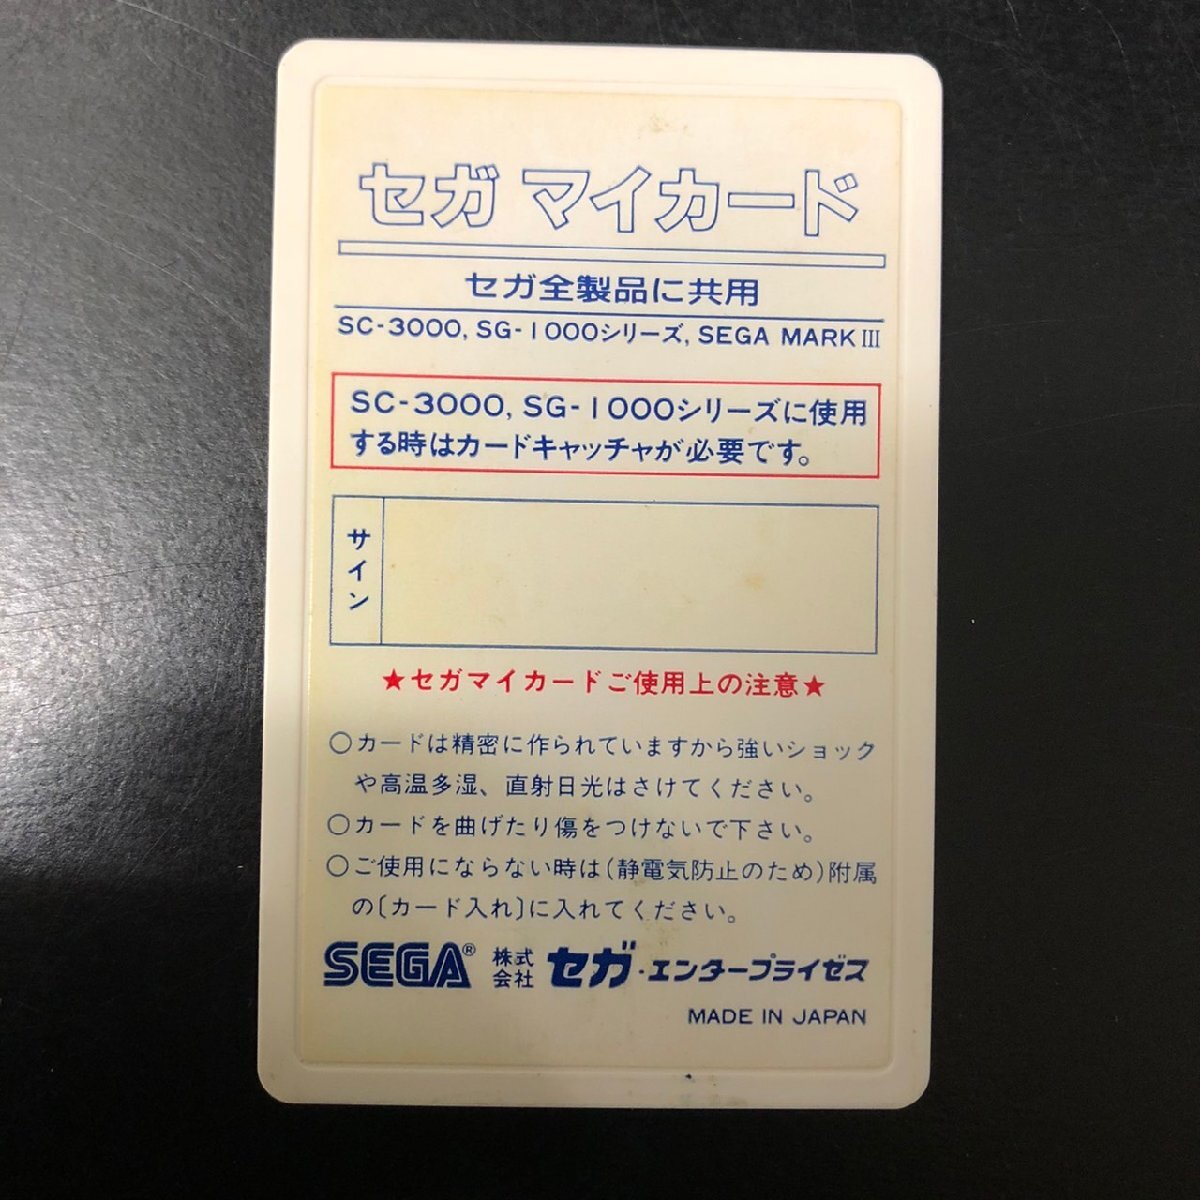 セガ マイカード
セガ全製品に共用
SC-3000, SG-1000シリーズ, SEGA MARK III
SC-3000, SG-1000シリーズに使用
する時はカードキャッチャが必要です。
サイン
★セガマイカードご使用上の注意★
○カードは精密に作られていますから強いショック
や高温多湿、直射日光はさけてください。
○カードを曲げたり傷をつけないで下さい。
○ご使用にならない時は(静電気防止のため)附属
の〔カード入れ〕に入れてください。
SEGA® 株式会社 セガ・エンタープライゼス
MADE IN JAPAN